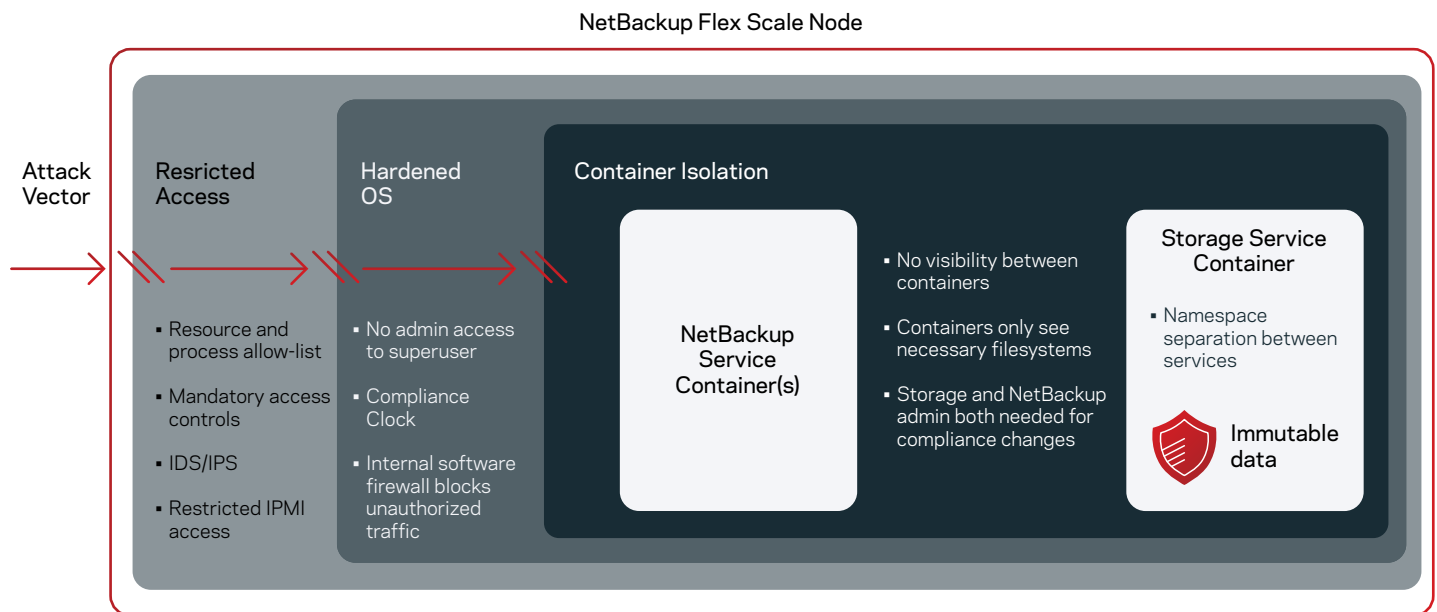 NetBackup Flex Scale Node
Attack
Vector
Resricted
Access
▪ Resource and
process allow-list
▪ Mandatory access
controls
▪ IDS/IPS
▪ Restricted IPMI
access
Hardened
OS
▪ No admin access
to superuser
▪ Compliance
Clock
▪ Internal software
firewall blocks
unauthorized
traffic
Container Isolation
NetBackup
Service
Container(s)
▪ No visibility between
containers
▪ Containers only see
necessary filesystems
▪ Storage and NetBackup
admin both needed for
compliance changes
Storage Service
Container
▪ Namespace
separation between
services
Immutable
data